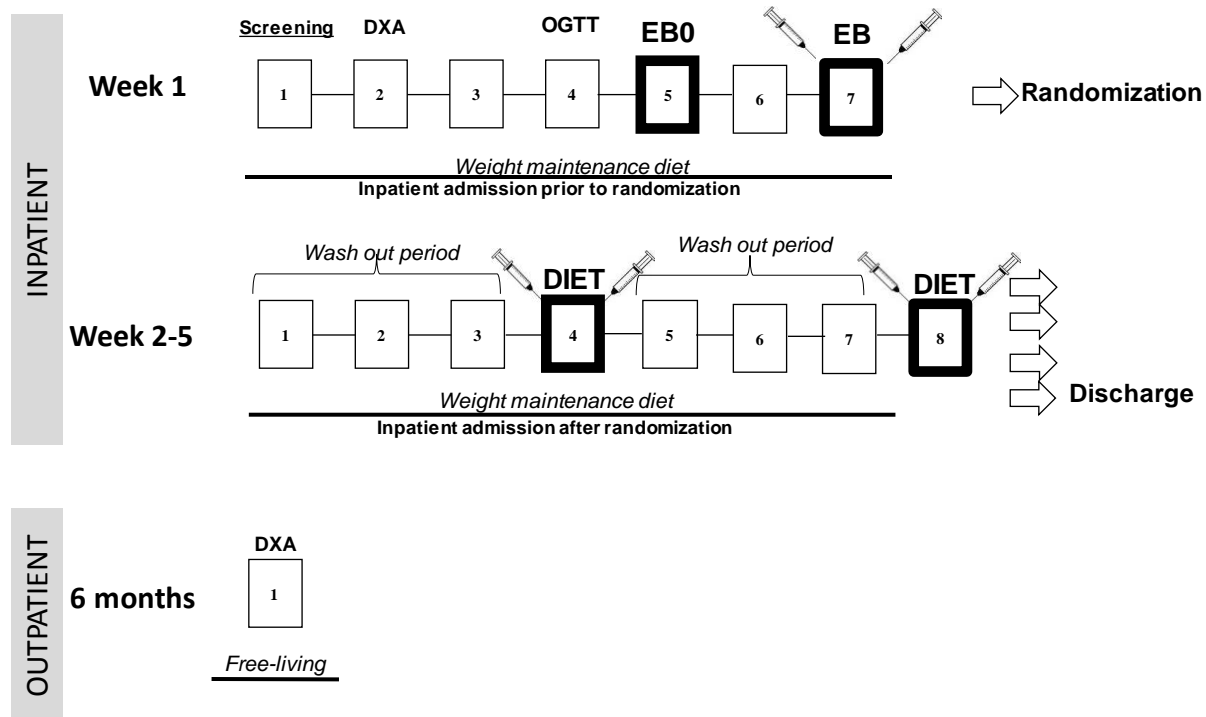 INPATIENT
Screening DXA OGTT EB0 EB
Week 1
1 2 3 4 5 6 7
Randomization
Weight maintenance diet
Inpatient admission prior to randomization
Wash out period Wash out period
DIET DIET
Week 2-5
1 2 3 4 5 6 7 8
Discharge
Weight maintenance diet
Inpatient admission after randomization
OUTPATIENT
DXA
6 months
1
Free-living